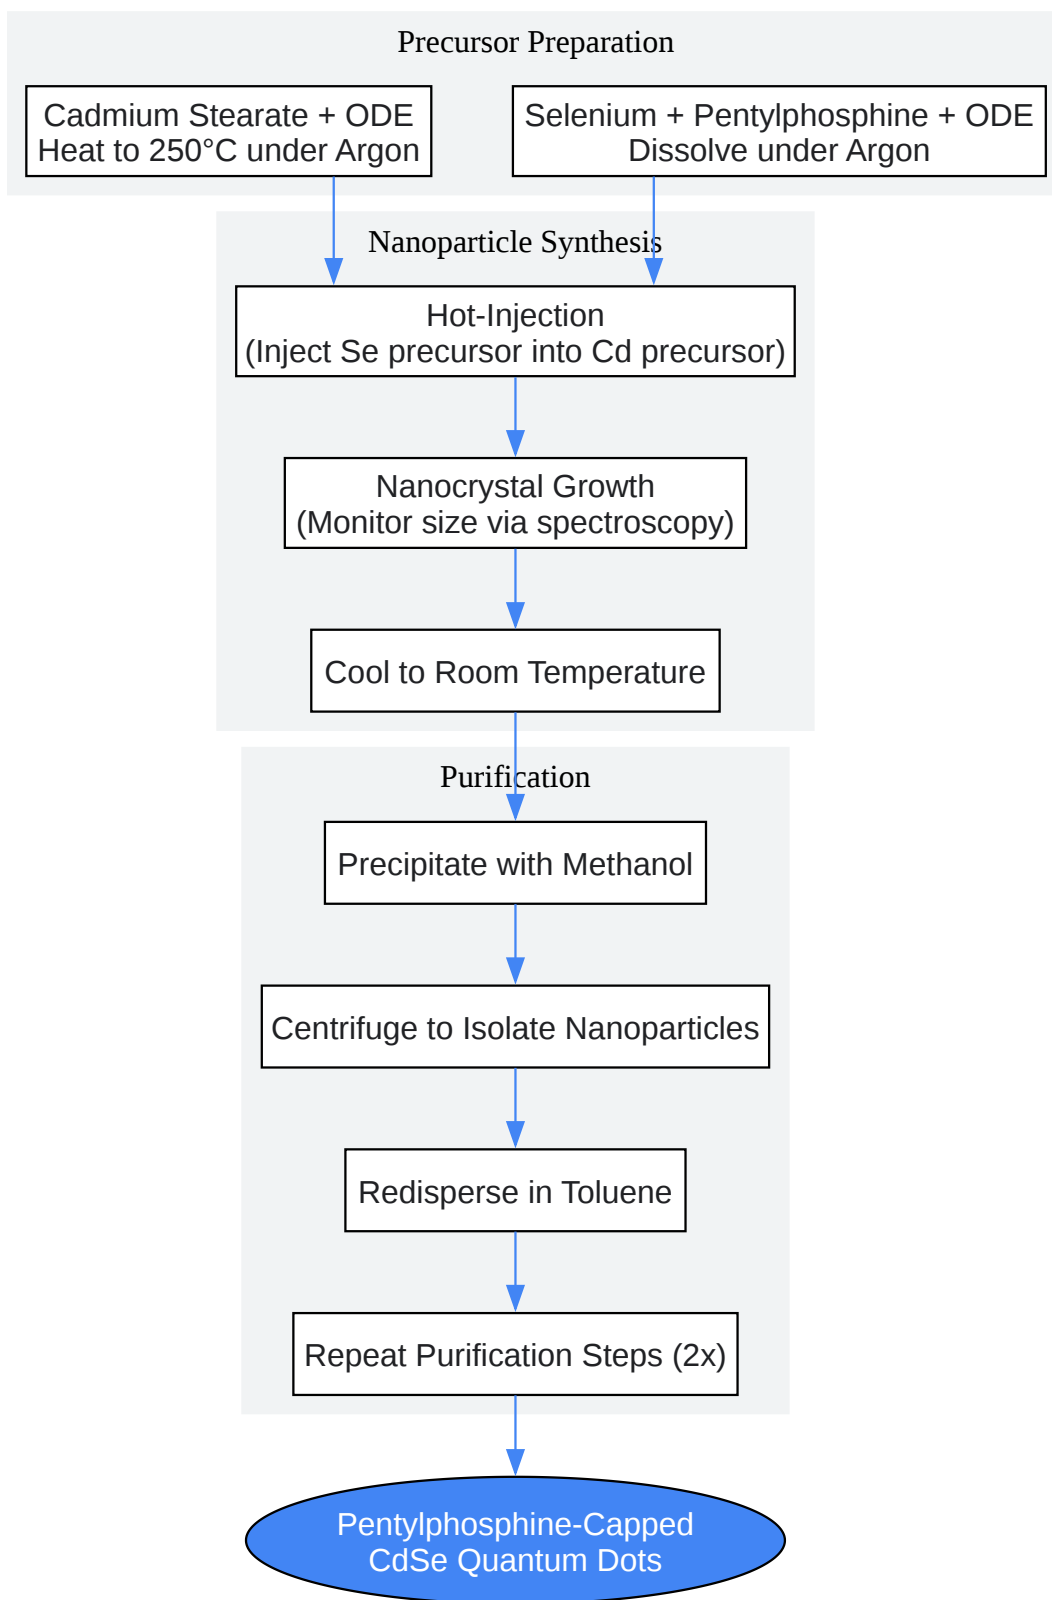 Precursor Preparation
Cadmium Stearate + ODE
Heat to 250°C under Argon
Selenium + Pentylphosphine + ODE
Dissolve under Argon
Nanoparticle Synthesis
Hot-Injection
(Inject Se precursor into Cd precursor)
Nanocrystal Growth
(Monitor size via spectroscopy)
Cool to Room Temperature
Purification
Precipitate with Methanol
Centrifuge to Isolate Nanoparticles
Redisperse in Toluene
Repeat Purification Steps (2x)
Pentylphosphine-Capped
CdSe Quantum Dots